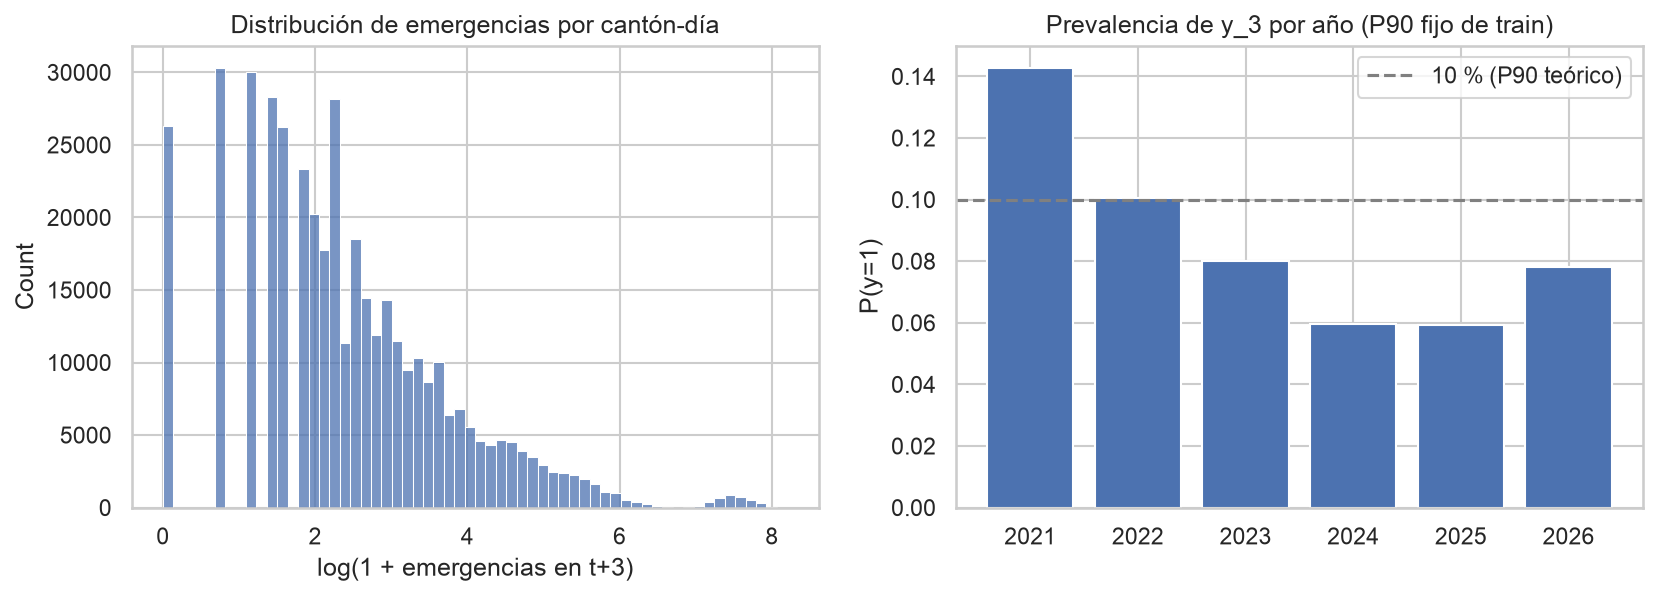 Distribución de emergencias por cantón-día
30000
25000
20000
15000
10000
5000
0
Count
0 2 4 6 8
log(1 + emergencias en t+3)
Prevalencia de y_3 por año (P90 fijo de train)
10 % (P90 teórico)
0.14
0.12
0.10
0.08
0.06
0.04
0.02
0.00
P(y=1)
2021 2022 2023 2024 2025 2026